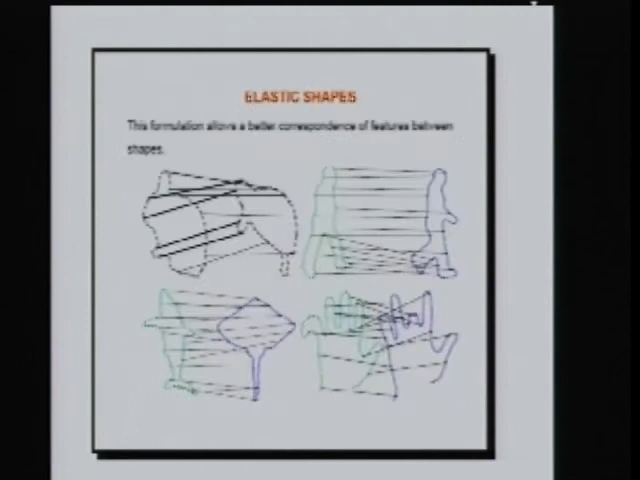 ELASTIC SHAPES
This formulation allows a better correspondence of features between
shapes.